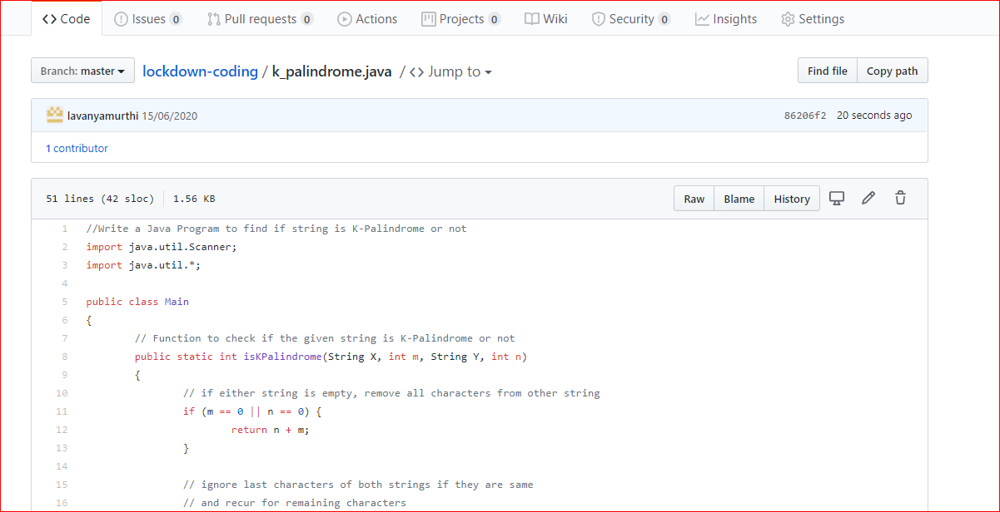 <> Code Issues 0 Pull requests 0 Actions Projects 0 Wiki Security 0 Insights Settings
Branch: master lockdown-coding / k_palindrome.java / <> Jump to Find file Copy path
lavanyamurthi 15/06/2020 86206f2 20 seconds ago
1 contributor
51 lines (42 sloc) 1.56 KB Raw Blame History
1 //Write a Java Program to find if string is K-Palindrome or not
2 import java.util.Scanner;
3 import java.util.*;
4
5 public class Main
6 {
7 // Function to check if the given string is K-Palindrome or not
8 public static int isKPalindrome(String X, int m, String Y, int n)
9 {
10 // if either string is empty, remove all characters from other string
11 if (m == 0 || n == 0) {
12 return n + m;
13 }
14
15 // ignore last characters of both strings if they are same
16 // and recur for remaining characters